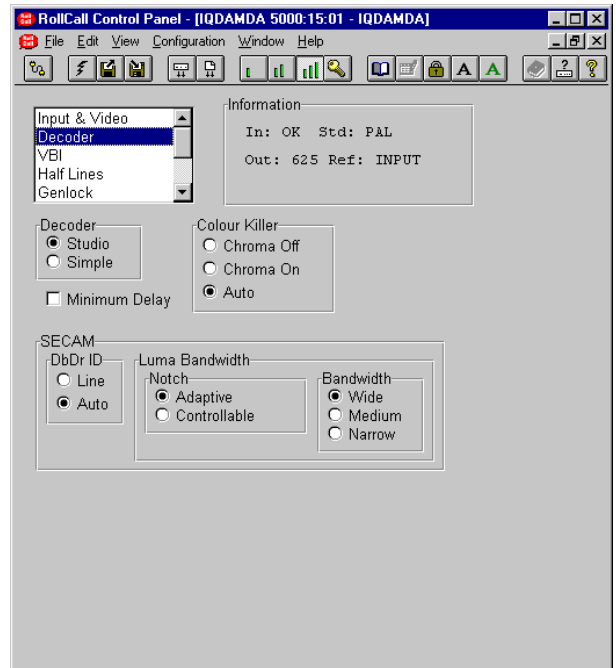 RollCall Control Panel - [IQDAMDA 5000:15:01 - IQDAMDA]
File Edit View Configuration Window Help
A A
Input & Video
Decoder
VBI
Half Lines
Genlock
Information
In: OK Std: PAL
Out: 625 Ref: INPUT
Decoder
Studio
Simple
Minimum Delay
Colour Killer
Chroma Off
Chroma On
Auto
SECAM
DbDr ID
Line
Auto
Luma Bandwidth
Notch
Adaptive
Controllable
Bandwidth
Wide
Medium
Narrow